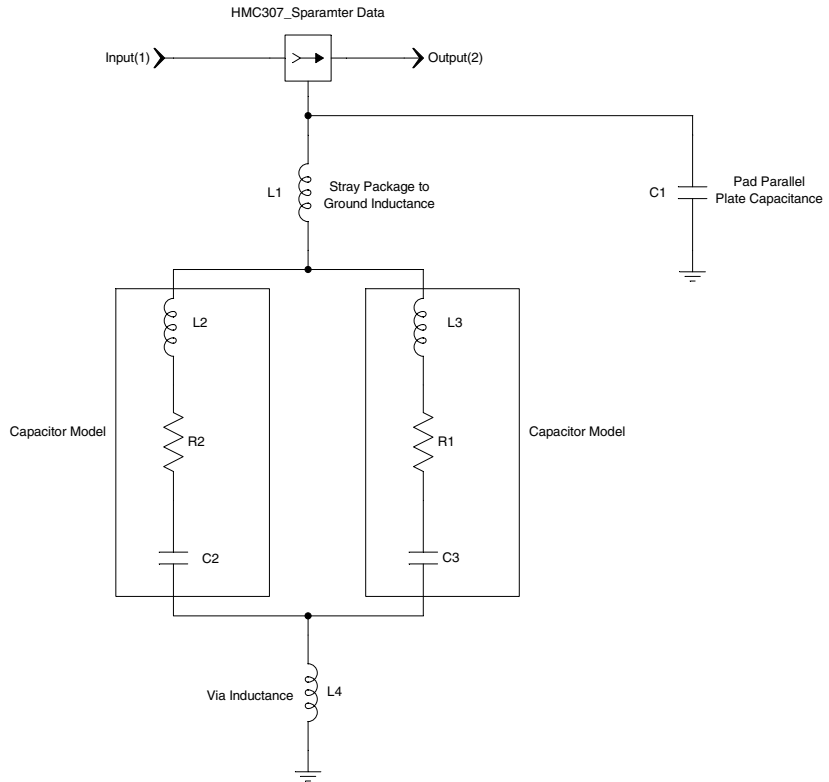 HMC307_Sparamter Data
Input(1)
Output(2)
L1
Stray Package to
Ground Inductance
C1
Pad Parallel
Plate Capacitance
L2
L3
Capacitor Model
R2
R1
Capacitor Model
C2
C3
Via Inductance
L4